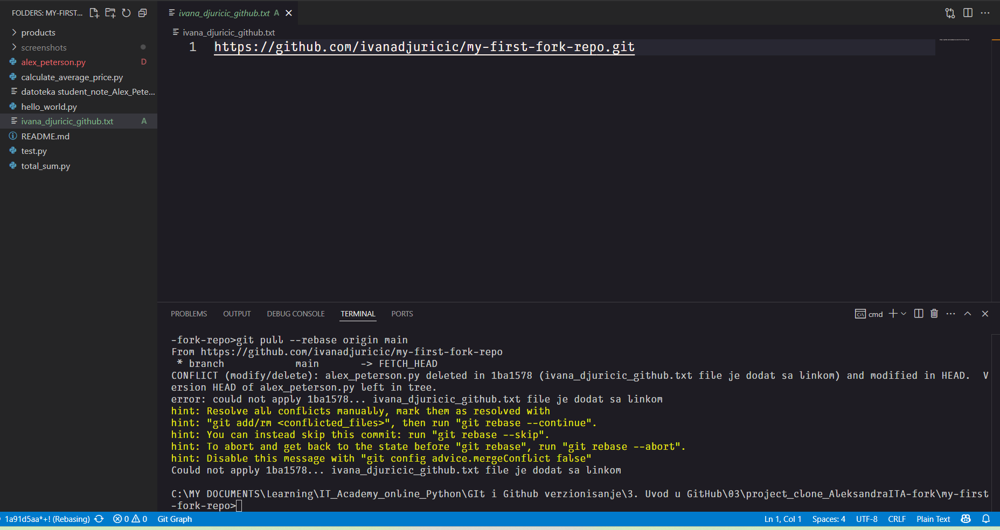 FOLDERS: MY-FIRST...
products
screenshots
alex_peterson.py D
calculate_average_price.py
datoteka student_note_Alex_Pete...
hello_world.py
ivana_djuricic_github.txt A
README.md
test.py
total_sum.py
ivana_djuricic_github.txt A
ivana_djuricic_github.txt
1 https://github.com/ivanadjuricic/my-first-fork-repo.git
PROBLEMS OUTPUT DEBUG CONSOLE TERMINAL PORTS
cmd
-fork-repo>git pull --rebase origin main
From https://github.com/ivanadjuricic/my-first-fork-repo
* branch main -> FETCH_HEAD
CONFLICT (modify/delete): alex_peterson.py deleted in 1ba1578 (ivana_djuricic_github.txt file je dodat sa linkom) and modified in HEAD. V
ersion HEAD of alex_peterson.py left in tree.
error: could not apply 1ba1578... ivana_djuricic_github.txt file je dodat sa linkom
hint: Resolve all conflicts manually, mark them as resolved with
hint: "git add/rm <conflicted_files>", then run "git rebase --continue".
hint: You can instead skip this commit: run "git rebase --skip".
hint: To abort and get back to the state before "git rebase", run "git rebase --abort".
hint: Disable this message with "git config advice.mergeConflict false"
Could not apply 1ba1578... ivana_djuricic_github.txt file je dodat sa linkom
C:\MY DOCUMENTS\Learning\IT_Academy_online_Python\GIt i Github verzionisanje\3. Uvod u GitHub\03\project_clone_AleksandraITA-fork\my-first
-fork-repo>
1a91d5aa*+! (Rebasing) 0 0 Git Graph Ln 1, Col 1 Spaces: 4 UTF-8 CRLF Plain Text